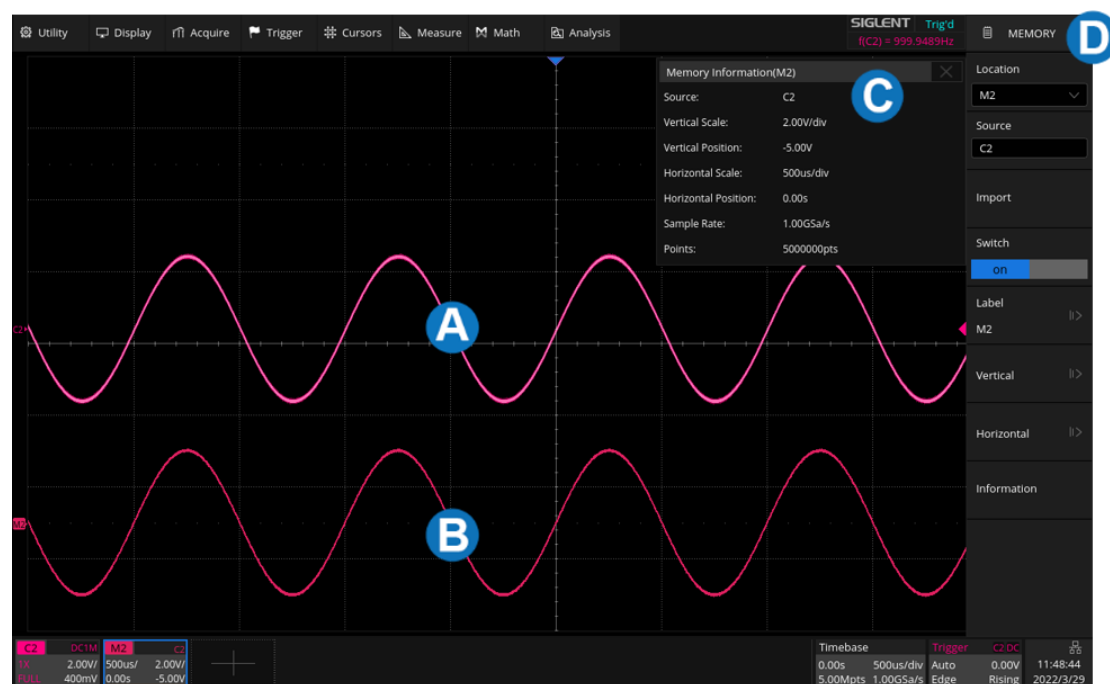 Utility Display Acquire Trigger Cursors Measure Math Analysis
SIGLENT Trig'd
f(C2) = 999.9489Hz
MEMORY
D
Location
M2
Source
C2
Import
Switch
on
Label
M2
Vertical
Horizontal
Information
Memory Information(M2)
C
Source: C2
Vertical Scale: 2.00V/div
Vertical Position: -5.00V
Horizontal Scale: 500us/div
Horizontal Position: 0.00s
Sample Rate: 1.00GSa/s
Points: 5000000pts
C2
A
M2
B
C2 DC1M
1X 2.00V/
FULL 400mV
M2 C2
500us/ 2.00V/
0.00s -5.00V
Timebase
0.00s 500us/div
5.00Mpts 1.00GSa/s
Trigger C2 DC
Auto 0.00V
Edge Rising
11:48:44
2022/3/29